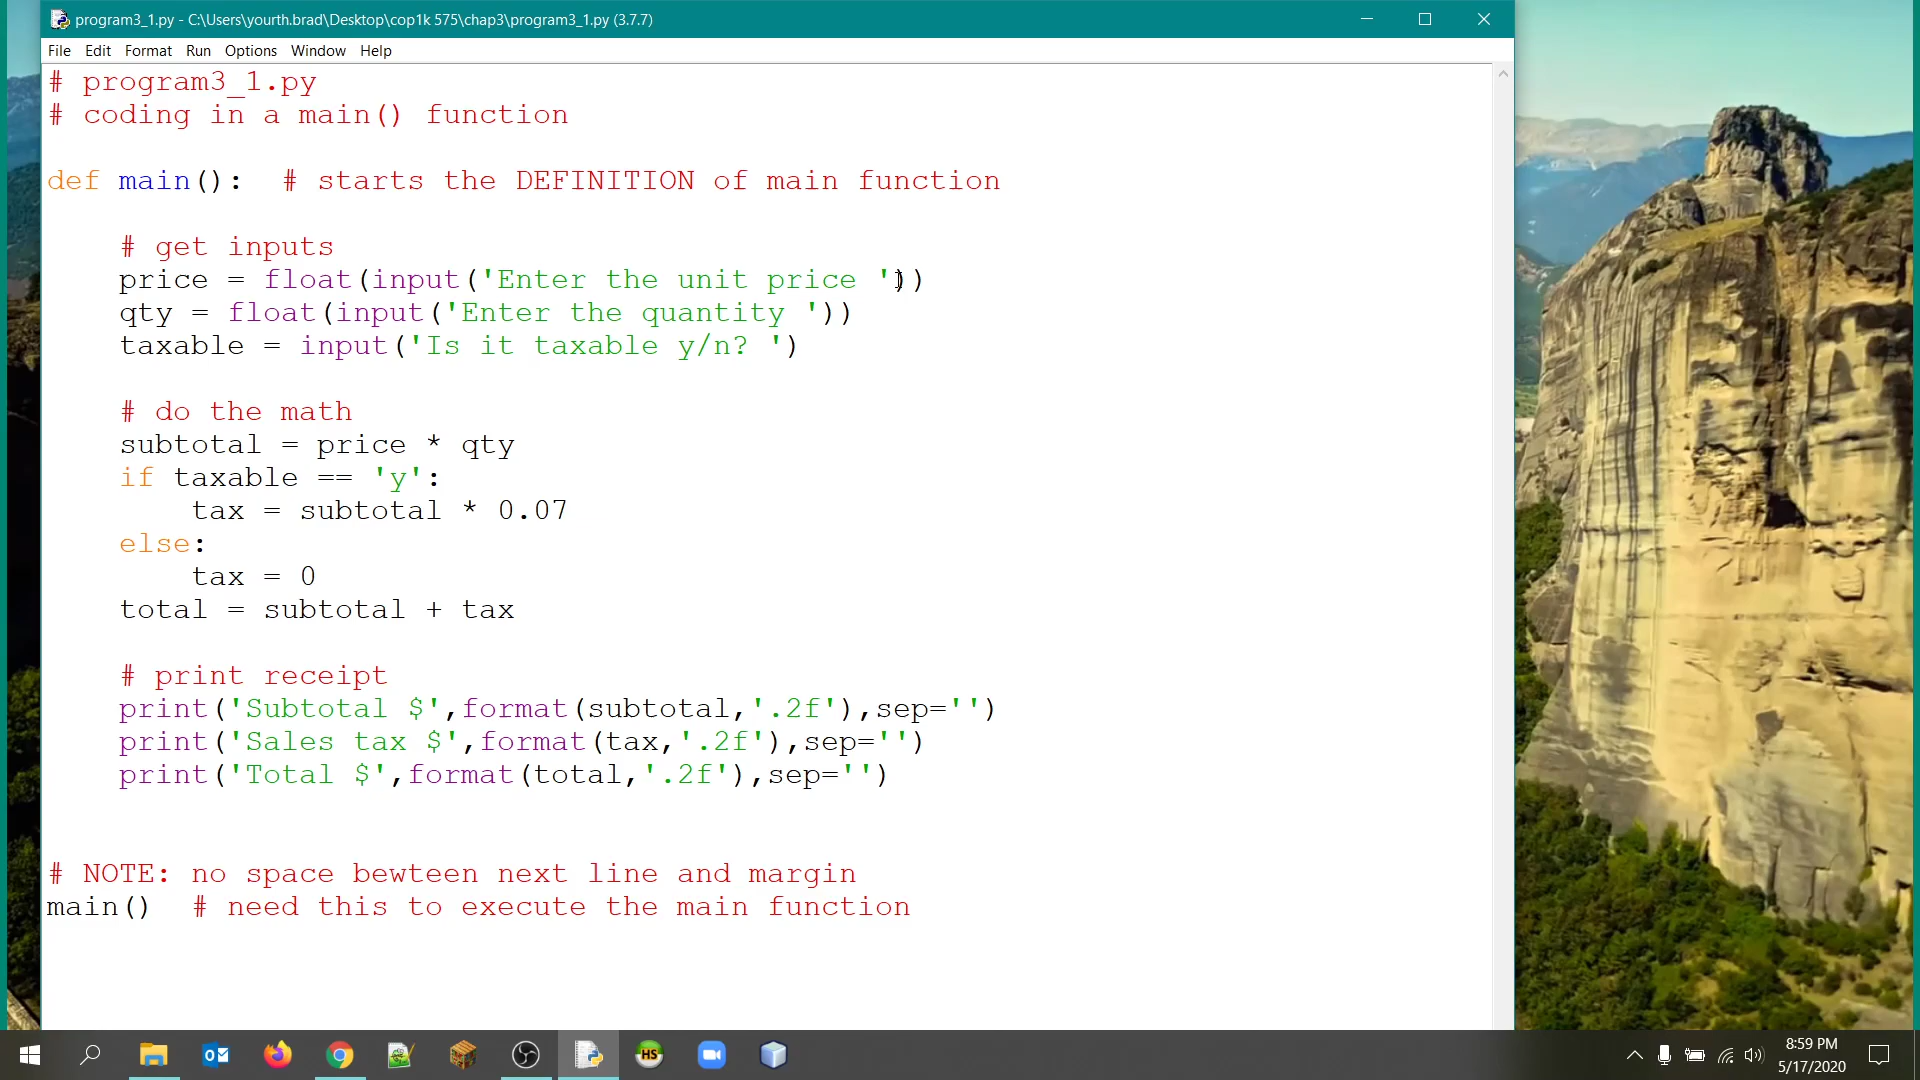 program3_1.py - C:\Users\yourth.brad\Desktop\cop1k 575\chap3\program3_1.py (3.7.7)
File Edit Format Run Options Window Help
# program3_1.py
# coding in a main() function
def main():  # starts the DEFINITION of main function
# get inputs
price = float(input('Enter the unit price '))
qty = float(input('Enter the quantity '))
taxable = input('Is it taxable y/n? ')
# do the math
subtotal = price * qty
if taxable == 'y':
tax = subtotal * 0.07
else:
tax = 0
total = subtotal + tax
# print receipt
print('Subtotal $',format(subtotal,'.2f'),sep='')
print('Sales tax $',format(tax,'.2f'),sep='')
print('Total $',format(total,'.2f'),sep='')
# NOTE: no space bewteen next line and margin
main()  # need this to execute the main function
HS
8:59 PM
5/17/2020